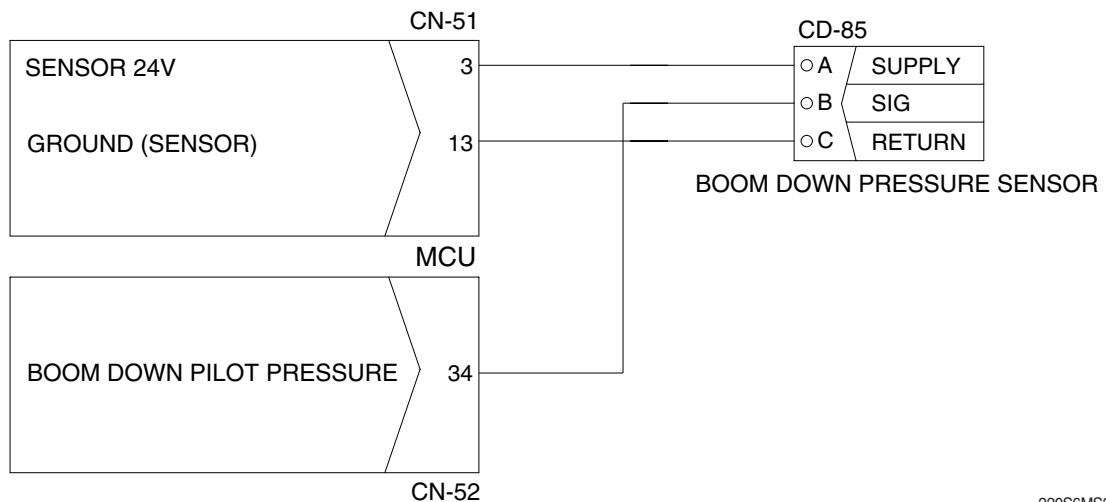 CN-51
CD-85
SENSOR 24V 3
A SUPPLY
B SIG
GROUND (SENSOR) 13
C RETURN
BOOM DOWN PRESSURE SENSOR
MCU
BOOM DOWN PILOT PRESSURE 34
CN-52